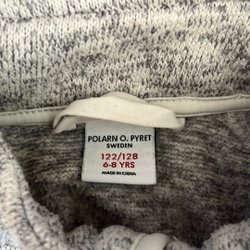 POLARN O. PYRET
SWEDEN
122/128
6-8 YRS
MADE IN CHINA